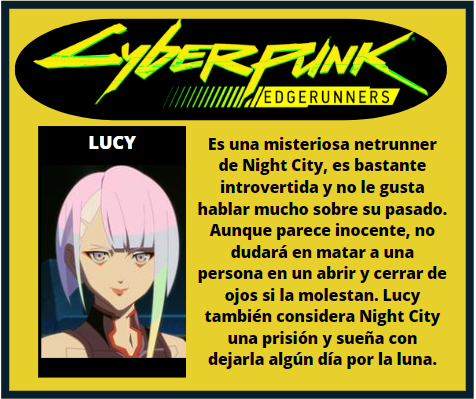 CYBERPUNK
EDGERUNNERS
LUCY
Es una misteriosa netrunner
de Night City, es bastante
introvertida y no le gusta
hablar mucho sobre su pasado.
Aunque parece inocente, no
dudará en matar a una
persona en un abrir y cerrar de
ojos si la molestan. Lucy
también considera Night City
una prisión y sueña con
dejarla algún día por la luna.